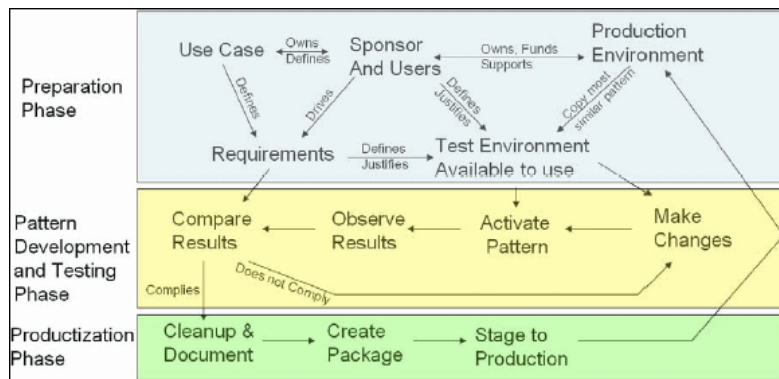 Preparation
Phase
Use Case
Owns
Defines
Sponsor
And Users
Owns, Funds
Supports
Production
Environment
Defines
Drives
Defines
Justifies
Copy most
similar pattern
Requirements
Defines
Justifies
Test Environment
Available to use
Pattern
Development
and Testing
Phase
Compare
Results
Observe
Results
Activate
Pattern
Make
Changes
Complies
Does not Comply
Productization
Phase
Cleanup &
Document
Create
Package
Stage to
Production